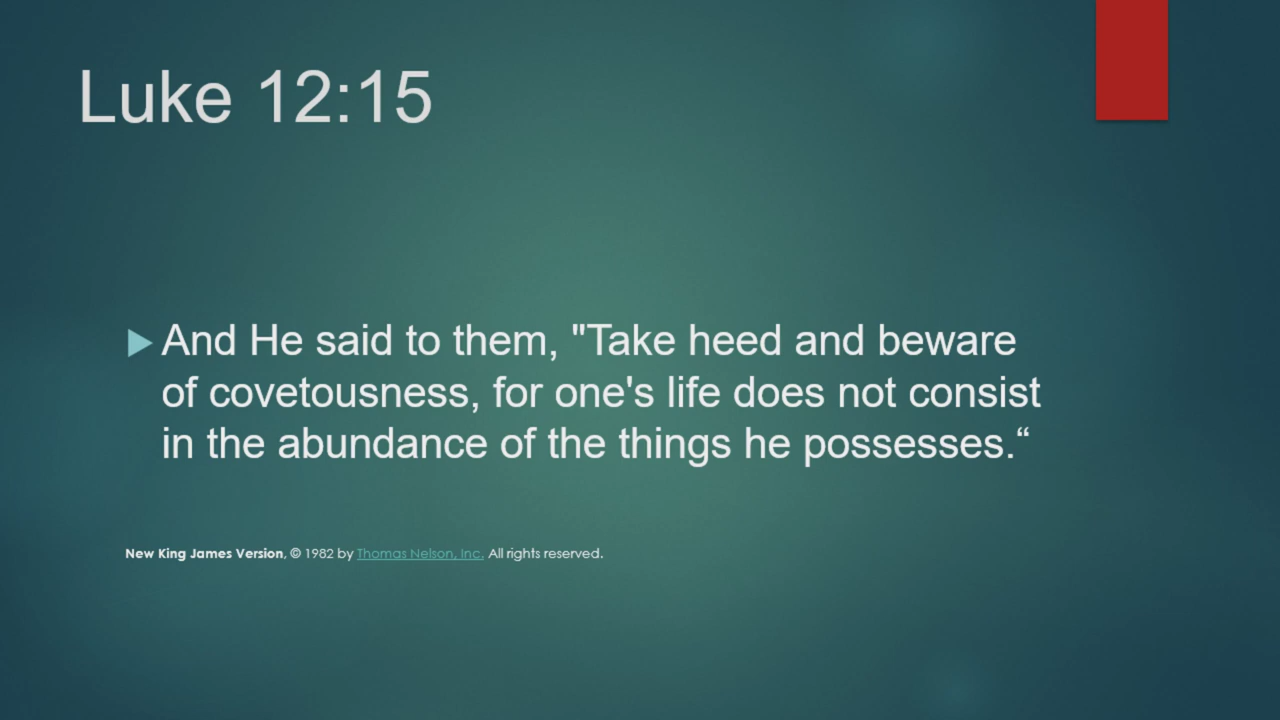 Luke 12:15
And He said to them, "Take heed and beware
of covetousness, for one's life does not consist
in the abundance of the things he possesses.“
New King James Version, © 1982 by Thomas Nelson, Inc. All rights reserved.